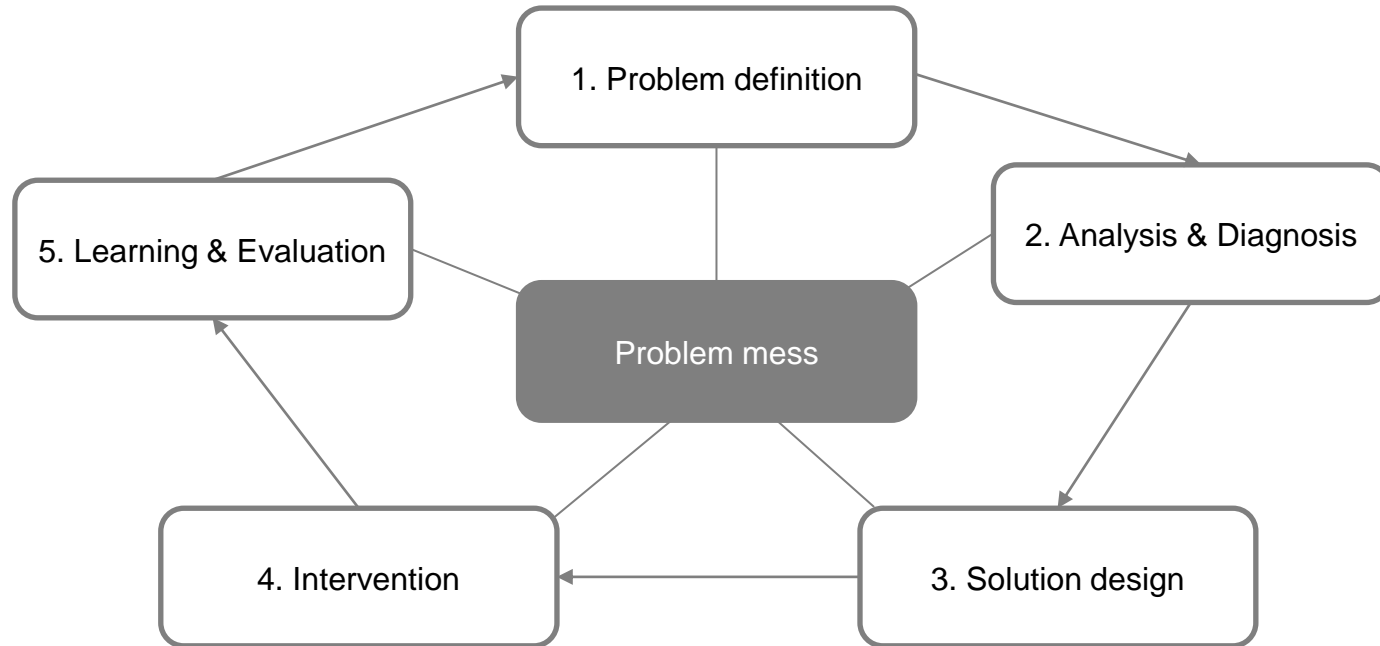 1. Problem definition
2. Analysis & Diagnosis
5. Learning & Evaluation
Problem mess
4. Intervention
3. Solution design